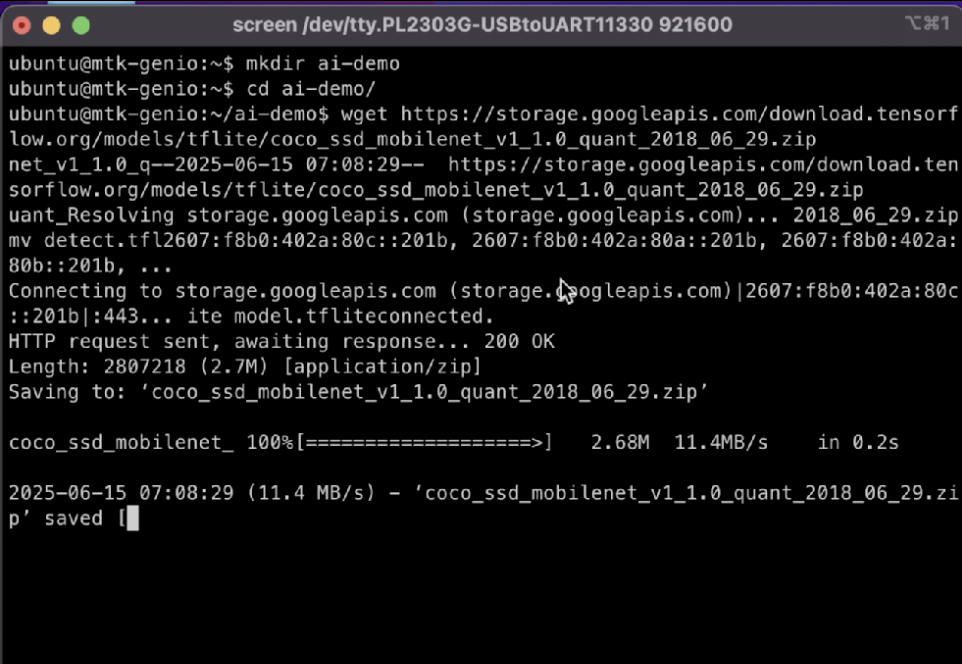 screen /dev/tty.PL2303G-USBtoUART11330 921600
⌥⌘1
ubuntu@mtk-genio:~$ mkdir ai-demo
ubuntu@mtk-genio:~$ cd ai-demo/
ubuntu@mtk-genio:~/ai-demo$ wget https://storage.googleapis.com/download.tensorf
low.org/models/tflite/coco_ssd_mobilenet_v1_1.0_quant_2018_06_29.zip
net_v1_1.0_q--2025-06-15 07:08:29--  https://storage.googleapis.com/download.ten
sorflow.org/models/tflite/coco_ssd_mobilenet_v1_1.0_quant_2018_06_29.zip
uant_Resolving storage.googleapis.com (storage.googleapis.com)... 2018_06_29.zip
mv detect.tfl2607:f8b0:402a:80c::201b, 2607:f8b0:402a:80a::201b, 2607:f8b0:402a:
80b::201b, ...
Connecting to storage.googleapis.com (storage.googleapis.com)|2607:f8b0:402a:80c
::201b|:443... ite model.tfliteconnected.
HTTP request sent, awaiting response... 200 OK
Length: 2807218 (2.7M) [application/zip]
Saving to: ‘coco_ssd_mobilenet_v1_1.0_quant_2018_06_29.zip’
coco_ssd_mobilenet_ 100%[===================>]   2.68M  11.4MB/s    in 0.2s
2025-06-15 07:08:29 (11.4 MB/s) - ‘coco_ssd_mobilenet_v1_1.0_quant_2018_06_29.zi
p’ saved [